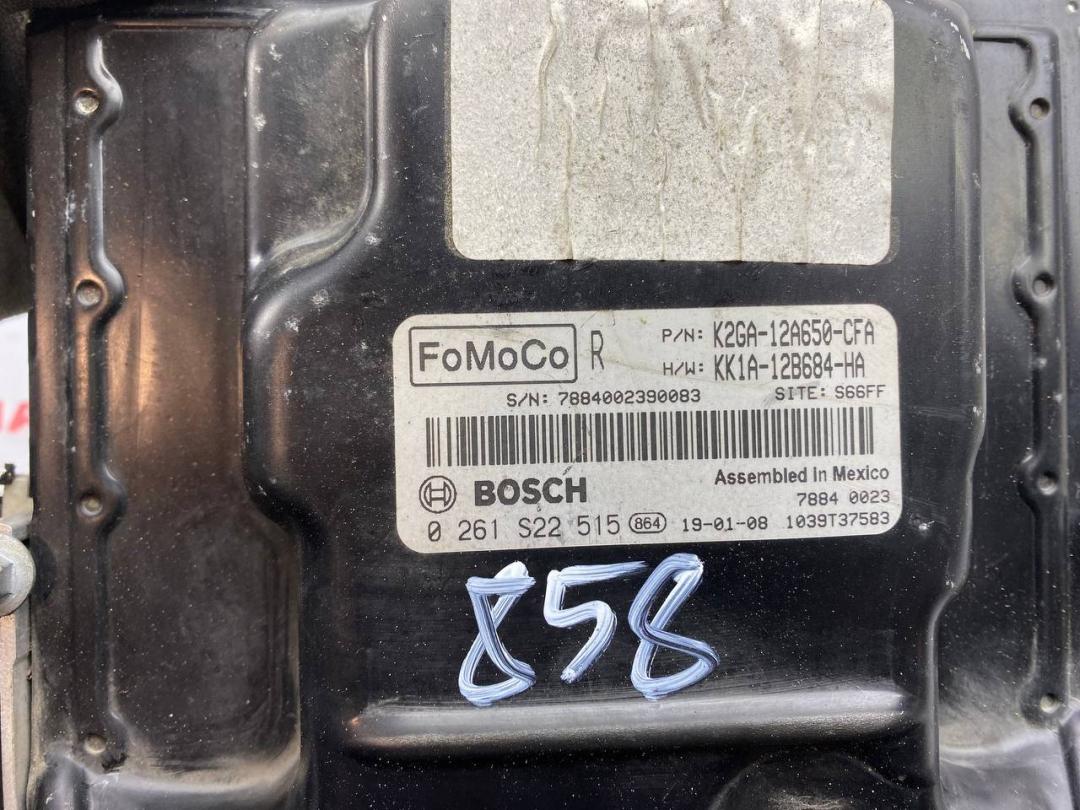 FoMoCo R P/N: K2GA-12A650-CFA
H/W: KK1A-12B684-HA
S/N: 7884002390083 SITE: S66FF
BOSCH Assembled in Mexico
7884 0023
0 261 S22 515 864 19-01-08 1039T37583
858